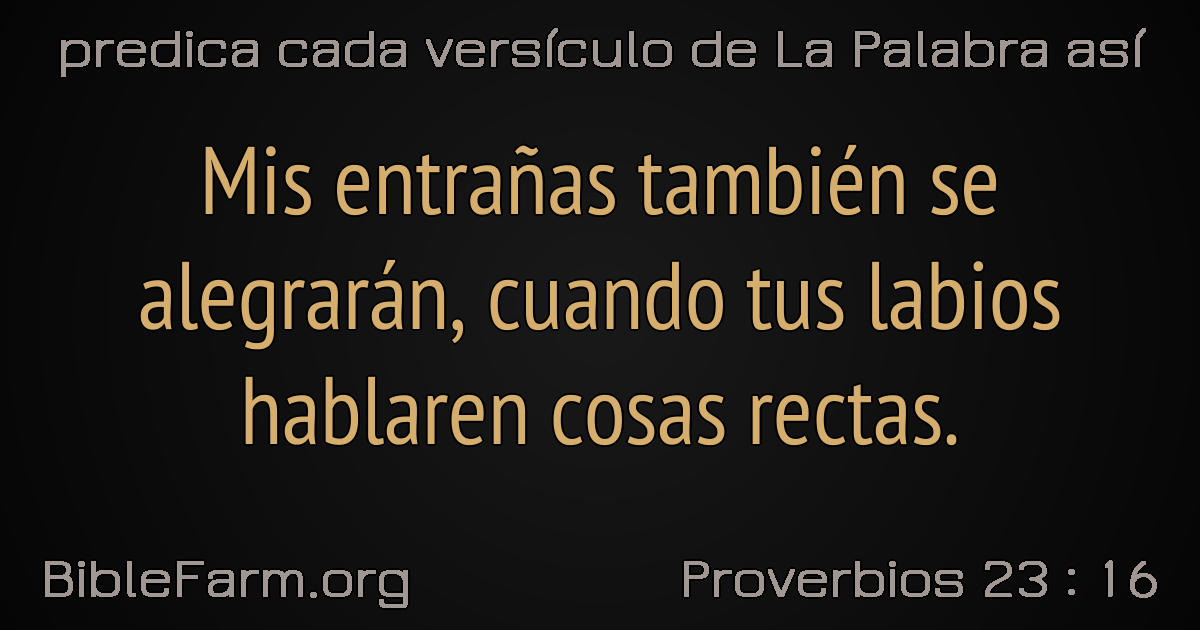 predica cada versículo de La Palabra así
Mis entrañas también se
alegrarán, cuando tus labios
hablaren cosas rectas.
BibleFarm.org
Proverbios 23 : 16